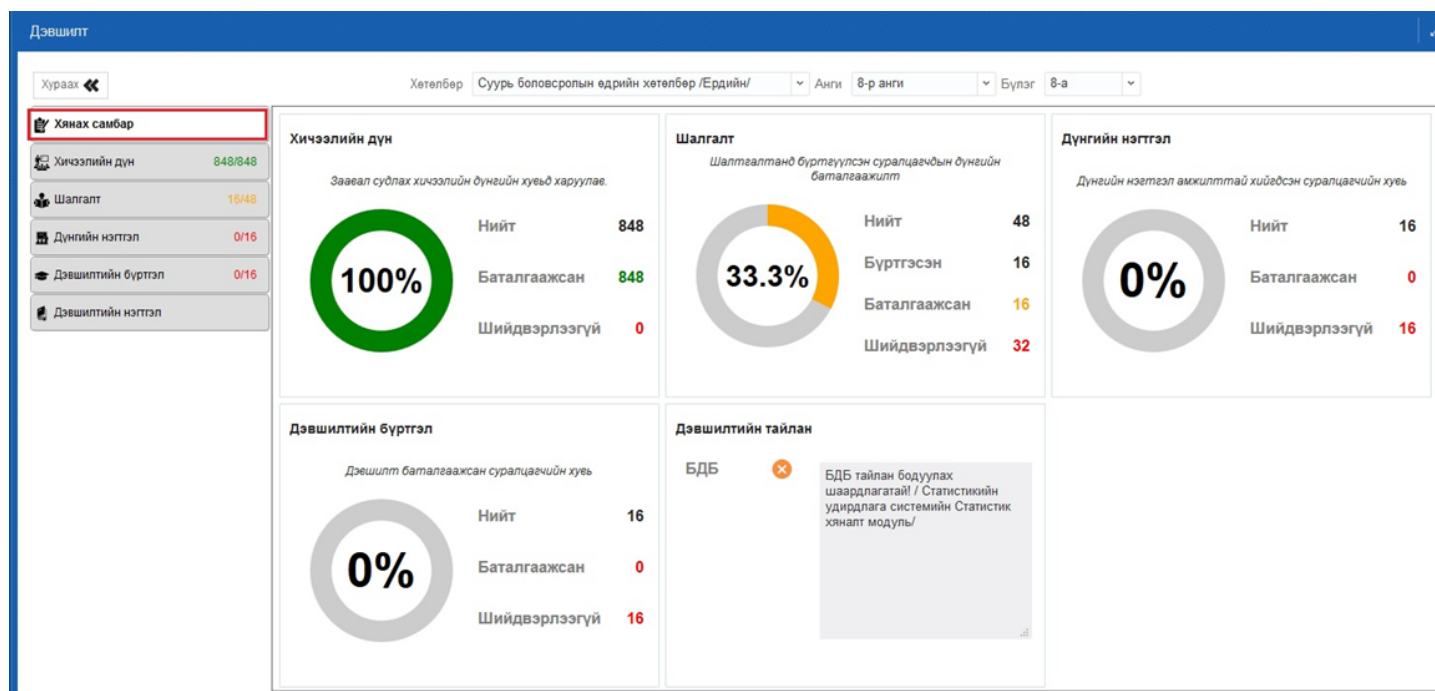 Дэвшилт
Хураах
Хөтөлбөр Суурь боловсролын өдрийн хөтөлбөр /Ердийн/ Анги 8-р анги Бүлэг 8-а
Хянах самбар
Хичээлийн дүн 848/848
Шалгалт 16/48
Дүнгийн нэгтгэл 0/16
Дэвшилтийн бүртгэл 0/16
Дэвшилтийн нэгтгэл
Хичээлийн дүн
Заавал судлах хичээлийн дүнгийн хувьд харуулав.
100%
Нийт 848
Баталгаажсан 848
Шийдвэрлээгүй 0
Шалгалт
Шалтгалтанд бүртгүүлсэн суралцагчдын дүнгийн
баталгаажилт
33.3%
Нийт 48
Бүртгэсэн 16
Баталгаажсан 16
Шийдвэрлээгүй 32
Дүнгийн нэгтгэл
Дүнгийн нэгтгэл амжилттай хийгдсэн суралцагчийн хувь
0%
Нийт 16
Баталгаажсан 0
Шийдвэрлээгүй 16
Дэвшилтийн бүртгэл
Дэвшилт баталгаажсан суралцагчийн хувь
0%
Нийт 16
Баталгаажсан 0
Шийдвэрлээгүй 16
Дэвшилтийн тайлан
БДБ
БДБ тайлан бодуулах
шаардлагатай! / Статистикийн
удирдлага системийн Статистик
хяналт модуль/